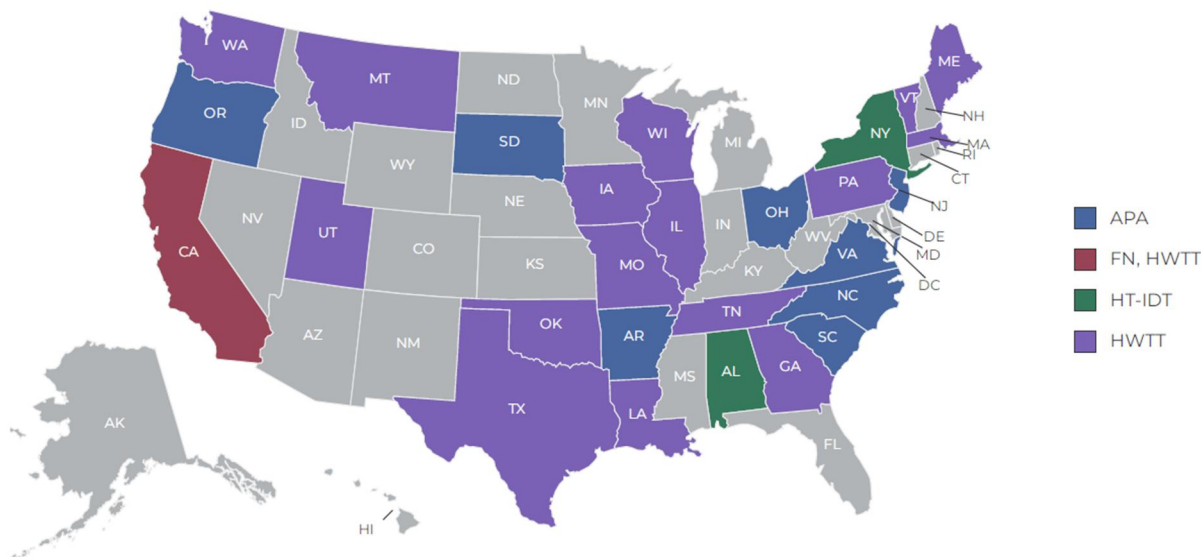 WA
MT
ND
MN
ME
VT
NH
OR
ID
WI
MI
NY
MA
RI
CT
SD
WY
IA
PA
NJ
NE
IL
IN
OH
DE
MD
DC
CA
NV
UT
CO
KS
MO
KY
WV
VA
NC
TN
SC
AZ
NM
OK
AR
MS
AL
GA
TX
LA
FL
AK
HI
APA
FN, HWTT
HT-IDT
HWTT